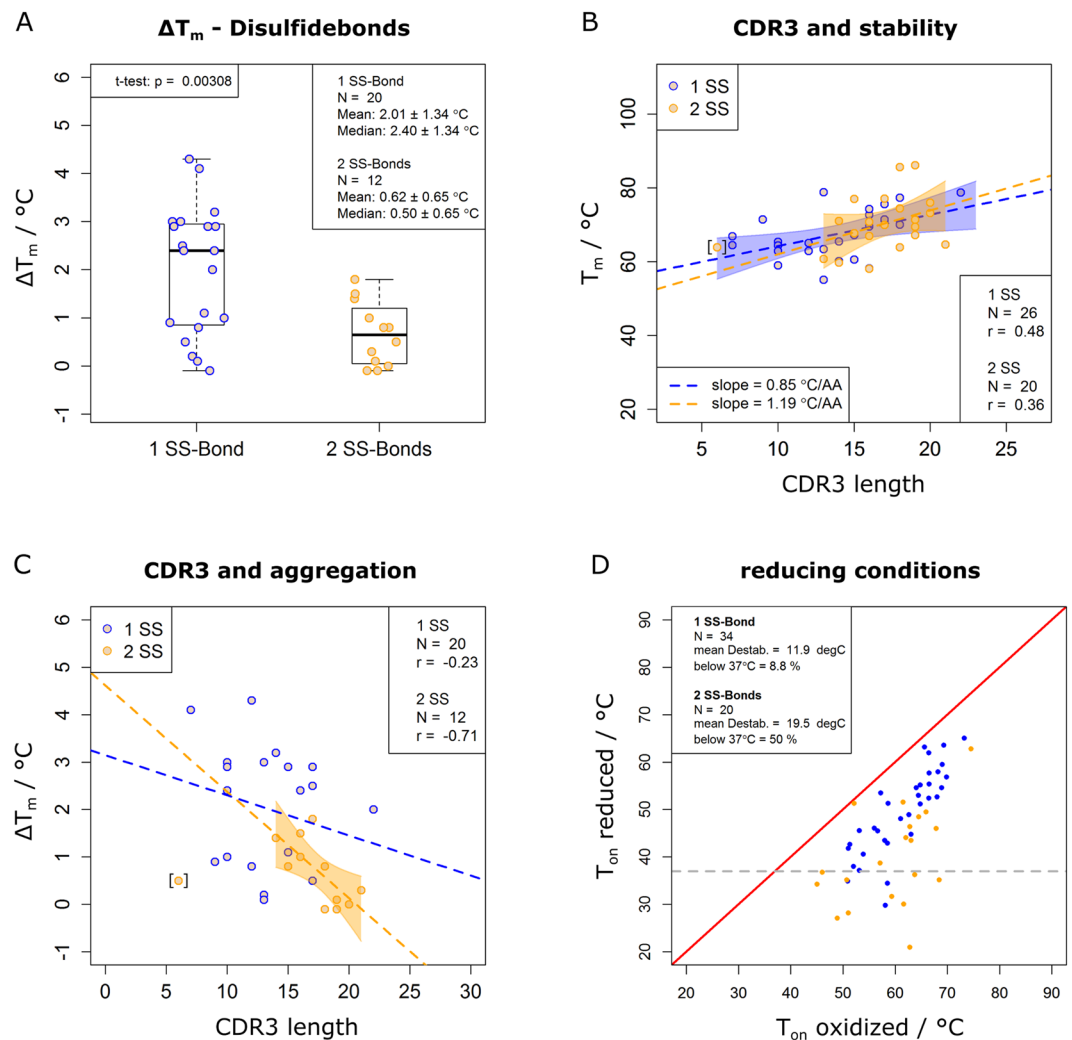 A
ΔTm - Disulfidebonds
t-test: p = 0.00308
1 SS-Bond
N = 20
Mean: 2.01 ± 1.34 °C
Median: 2.40 ± 1.34 °C
2 SS-Bonds
N = 12
Mean: 0.62 ± 0.65 °C
Median: 0.50 ± 0.65 °C
ΔTm / °C
6
5
4
3
2
1
0
-1
1 SS-Bond
2 SS-Bonds
B
CDR3 and stability
1 SS
2 SS
Tm / °C
100
80
60
40
20
[ ]
1 SS
N = 26
r = 0.48
2 SS
N = 20
r = 0.36
slope = 0.85 °C/AA
slope = 1.19 °C/AA
5 10 15 20 25
CDR3 length
C
CDR3 and aggregation
1 SS
2 SS
1 SS
N = 20
r = -0.23
2 SS
N = 12
r = -0.71
ΔTm / °C
6
5
4
3
2
1
0
-1
[ ]
0 5 10 15 20 25 30
CDR3 length
D
reducing conditions
1 SS-Bond
N = 34
mean Destab. = 11.9 degC
below 37°C = 8.8 %
2 SS-Bonds
N = 20
mean Destab. = 19.5 degC
below 37°C = 50 %
Ton reduced / °C
90
80
70
60
50
40
30
20
20 30 40 50 60 70 80 90
Ton oxidized / °C